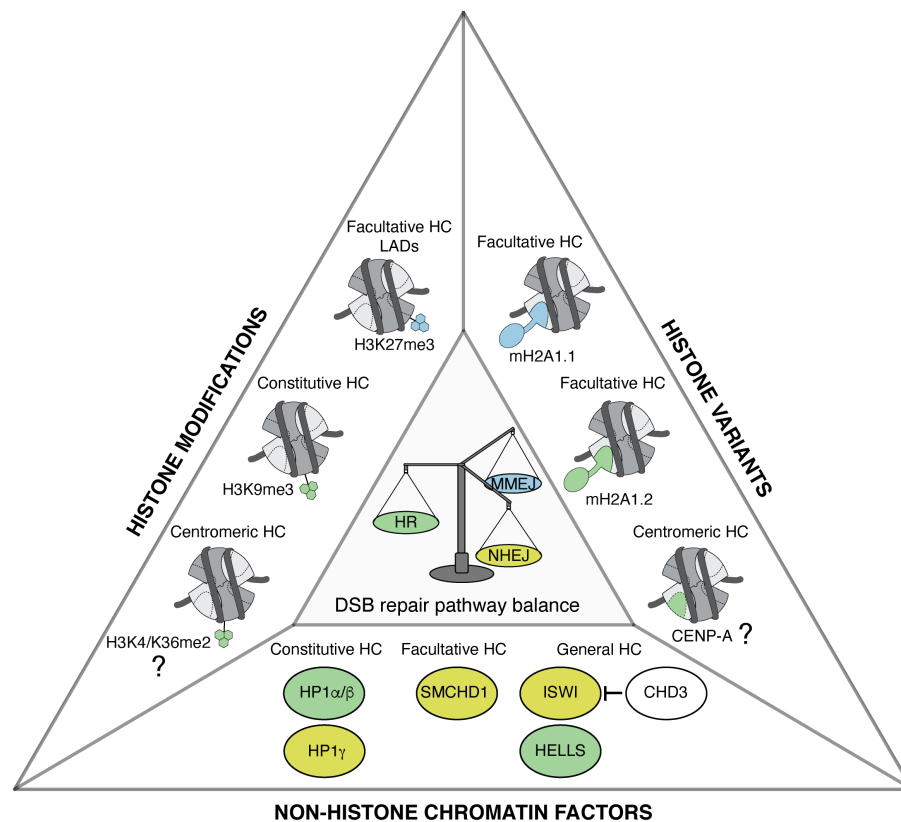 Facultative HC
LADs
H3K27me3
Facultative HC
mH2A1.1
HISTONE MODIFICATIONS
HISTONE VARIANTS
Constitutive HC
H3K9me3
Facultative HC
mH2A1.2
Centromeric HC
H3K4/K36me2
?
Centromeric HC
CENP-A ?
MMEJ
HR
NHEJ
DSB repair pathway balance
Constitutive HC
HP1α/β
HP1γ
Facultative HC
SMCHD1
General HC
ISWI
CHD3
HELLS
NON-HISTONE CHROMATIN FACTORS